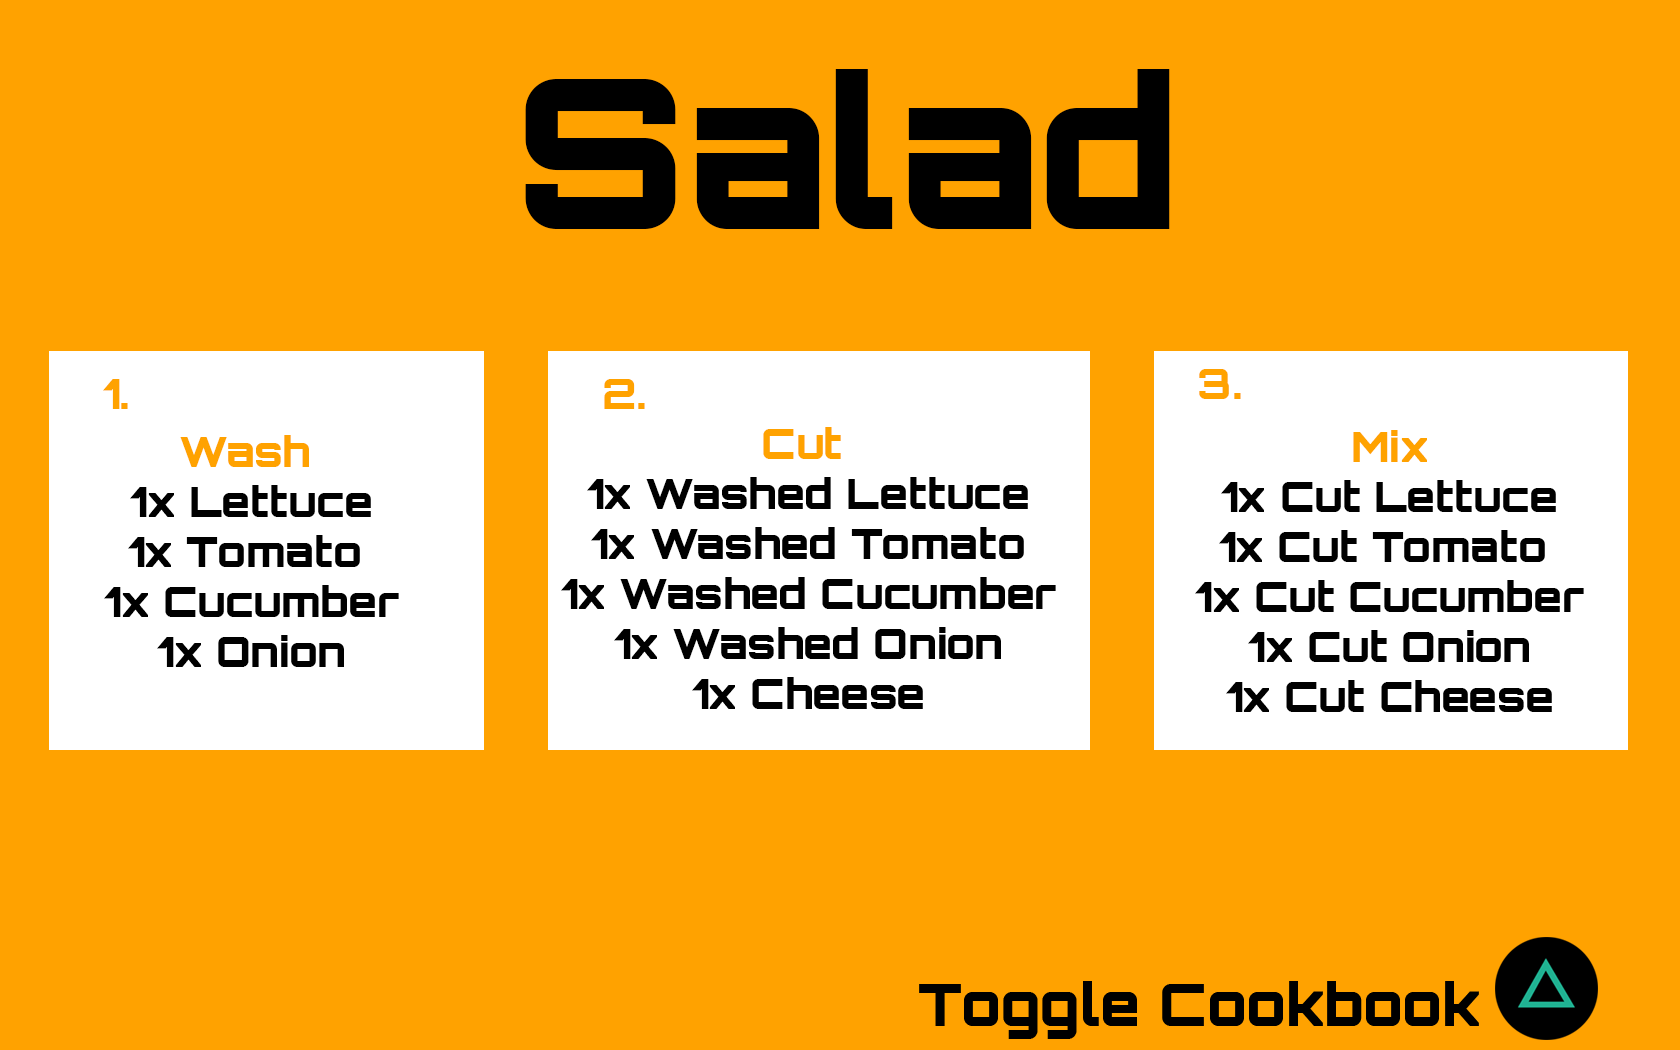 Salad
1.
Wash
1x Lettuce
1x Tomato
1x Cucumber
1x Onion
2.
Cut
1x Washed Lettuce
1x Washed Tomato
1x Washed Cucumber
1x Washed Onion
1x Cheese
3.
Mix
1x Cut Lettuce
1x Cut Tomato
1x Cut Cucumber
1x Cut Onion
1x Cut Cheese
Toggle Cookbook